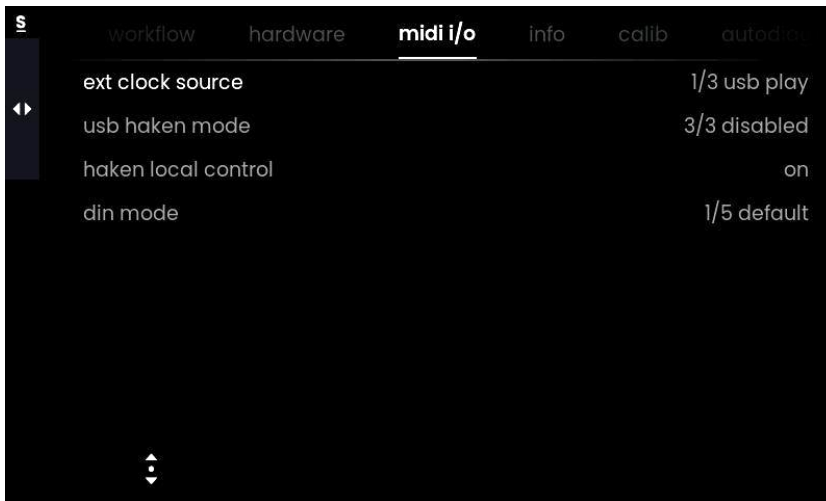 S
workflow hardware midi i/o info calib
ext clock source 1/3 usb play
usb haken mode 3/3 disabled
haken local control on
din mode 1/5 default